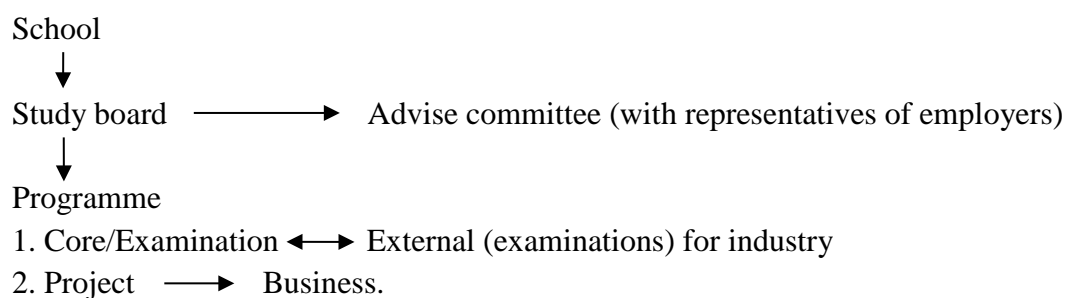 School
Study board Advise committee (with representatives of employers)
Programme
1. Core/Examination External (examinations) for industry
2. Project Business.